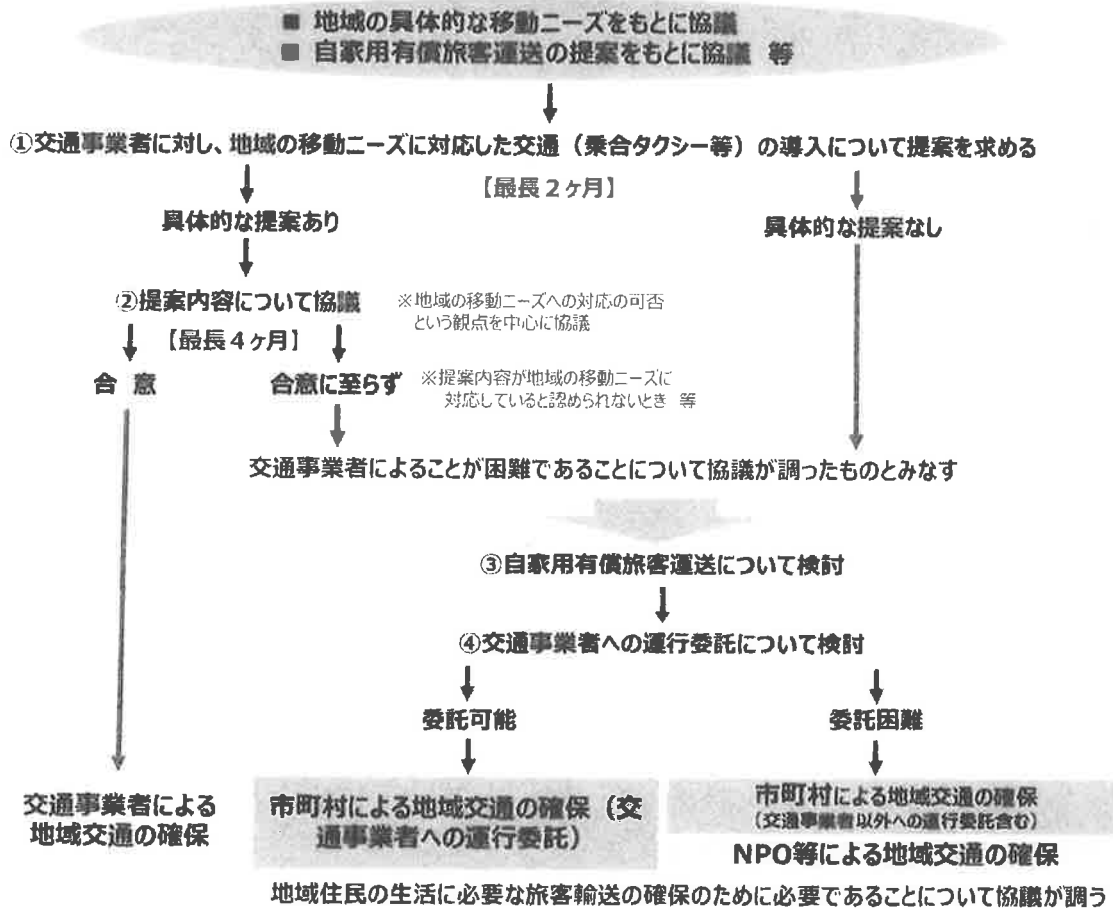 ■ 地域の具体的な移動ニーズをもとに協議
■ 自家用有償旅客運送の提案をもとに協議 等
①交通事業者に対し、地域の移動ニーズに対応した交通（乗合タクシー等）の導入について提案を求める
【最長２ヶ月】
具体的な提案あり
具体的な提案なし
②提案内容について協議
※地域の移動ニーズへの対応の可否
という観点を中心に協議
【最長４ヶ月】
合 意
合意に至らず
※提案内容が地域の移動ニーズに
対応していると認められないとき 等
交通事業者によることが困難であることについて協議が調ったものとみなす
③自家用有償旅客運送について検討
④交通事業者への運行委託について検討
委託可能
委託困難
交通事業者による
地域交通の確保
市町村による地域交通の確保（交
通事業者への運行委託）
市町村による地域交通の確保
（交通事業者以外への運行委託含む）
NPO等による地域交通の確保
地域住民の生活に必要な旅客輸送の確保のために必要であることについて協議が調う